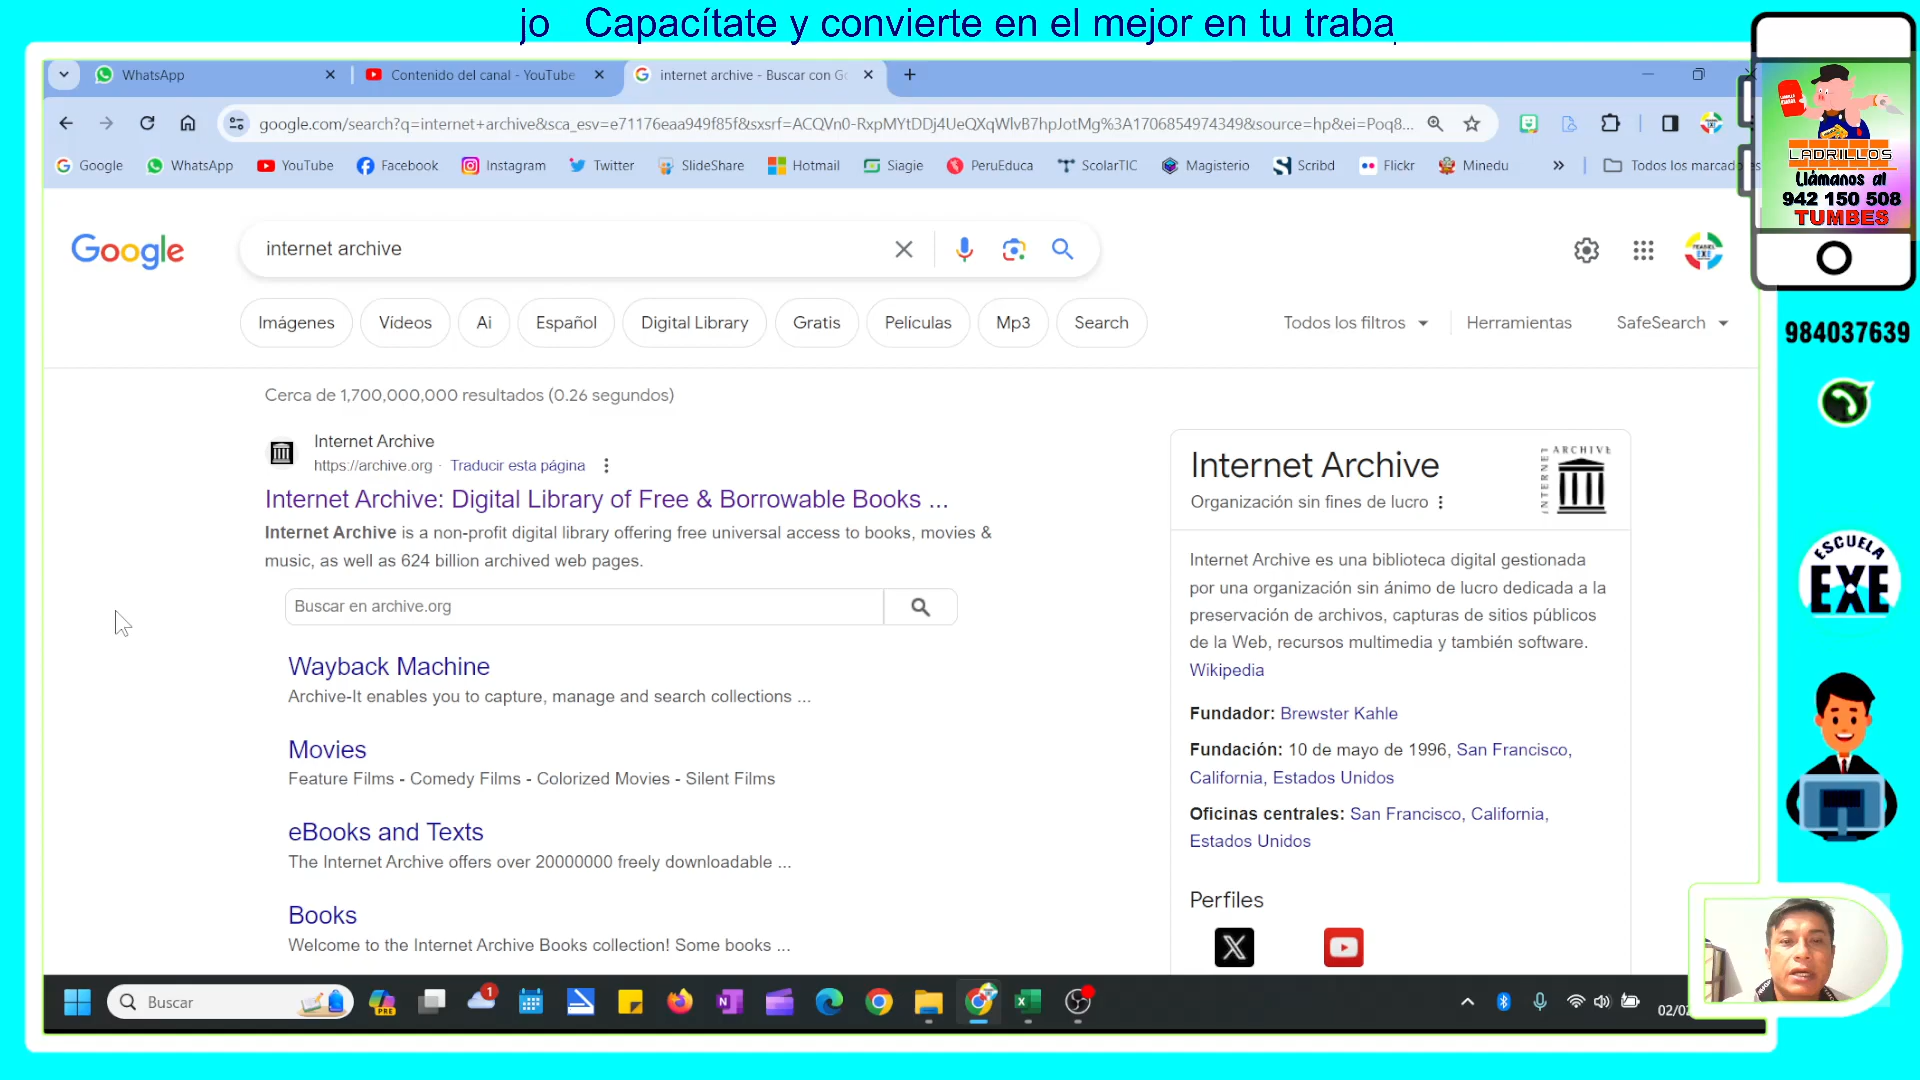 jo Capacítate y convierte en el mejor en tu traba
WhatsApp
Contenido del canal - YouTube
internet archive - Buscar con Go
google.com/search?q=internet+archive&sca_esv=e71176eaa949f85f&sxsrf=ACQVn0-RxpMYtDDj4UeQXqWlvB7hpJotMg%3A1706854974349&source=hp&ei=Poq8...
Google
WhatsApp
YouTube
Facebook
Instagram
Twitter
SlideShare
Hotmail
Siagie
PeruEduca
ScolarTIC
Magisterio
Scribd
Flickr
Minedu
Todos los marcadores
LADRILLOS
Llámanos al
942 150 508
TUMBES
984037639
ESCUELA
EXE
Google
internet archive
Imágenes
Vídeos
Ai
Español
Digital Library
Gratis
Películas
Mp3
Search
Todos los filtros
Herramientas
SafeSearch
Cerca de 1,700,000,000 resultados (0.26 segundos)
Internet Archive
https://archive.org · Traducir esta página
Internet Archive: Digital Library of Free & Borrowable Books ...
Internet Archive is a non-profit digital library offering free universal access to books, movies &
music, as well as 624 billion archived web pages.
Buscar en archive.org
Wayback Machine
Archive-It enables you to capture, manage and search collections ...
Movies
Feature Films - Comedy Films - Colorized Movies - Silent Films
eBooks and Texts
The Internet Archive offers over 20000000 freely downloadable ...
Books
Welcome to the Internet Archive Books collection! Some books ...
Internet Archive
Organización sin fines de lucro
INTERNET ARCHIVE
Internet Archive es una biblioteca digital gestionada
por una organización sin ánimo de lucro dedicada a la
preservación de archivos, capturas de sitios públicos
de la Web, recursos multimedia y también software.
Wikipedia
Fundador: Brewster Kahle
Fundación: 10 de mayo de 1996, San Francisco,
California, Estados Unidos
Oficinas centrales: San Francisco, California,
Estados Unidos
Perfiles
Buscar
PRE
1
02/02